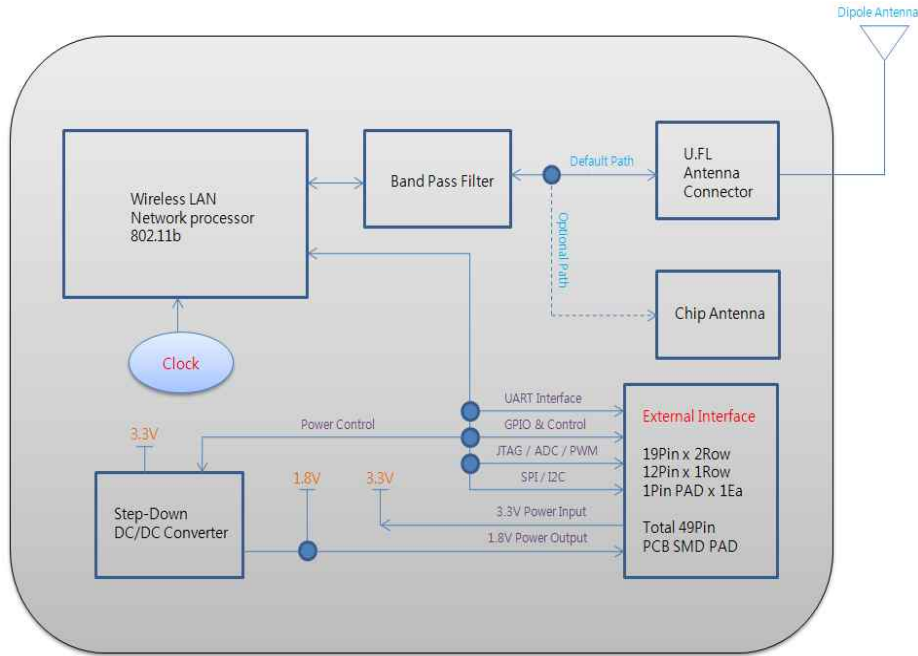 Dipole Antenna
Wireless LAN
Network processor
802.11b
Band Pass Filter
Default Path
U.FL
Antenna
Connector
Optional Path
Chip Antenna
Clock
UART Interface
GPIO & Control
JTAG / ADC / PWM
SPI / I2C
Power Control
3.3V
1.8V
3.3V
3.3V Power Input
1.8V Power Output
Step-Down
DC/DC Converter
External Interface
19Pin x 2Row
12Pin x 1Row
1Pin PAD x 1Ea
Total 49Pin
PCB SMD PAD